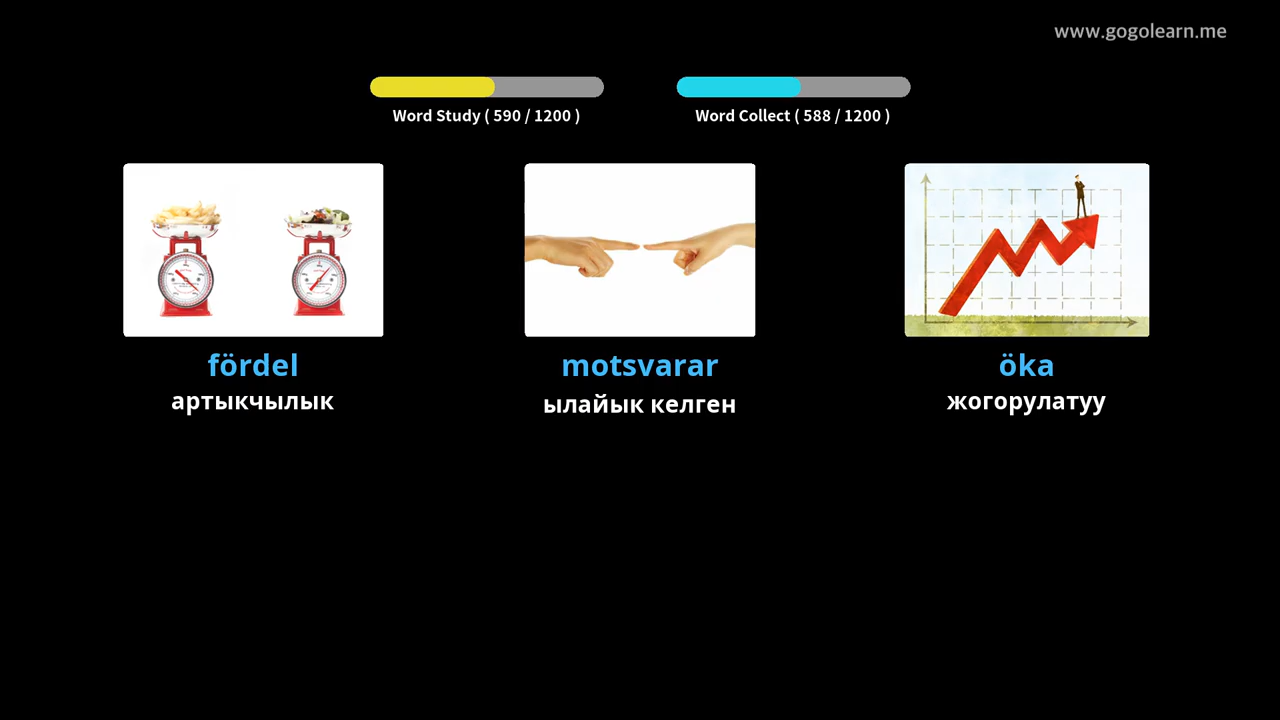 www.gogolearn.me
Word Study ( 590 / 1200 )
Word Collect ( 588 / 1200 )
fördel
motsvarar
öka
артыкчылык
ылайык келген
жогорулатуу